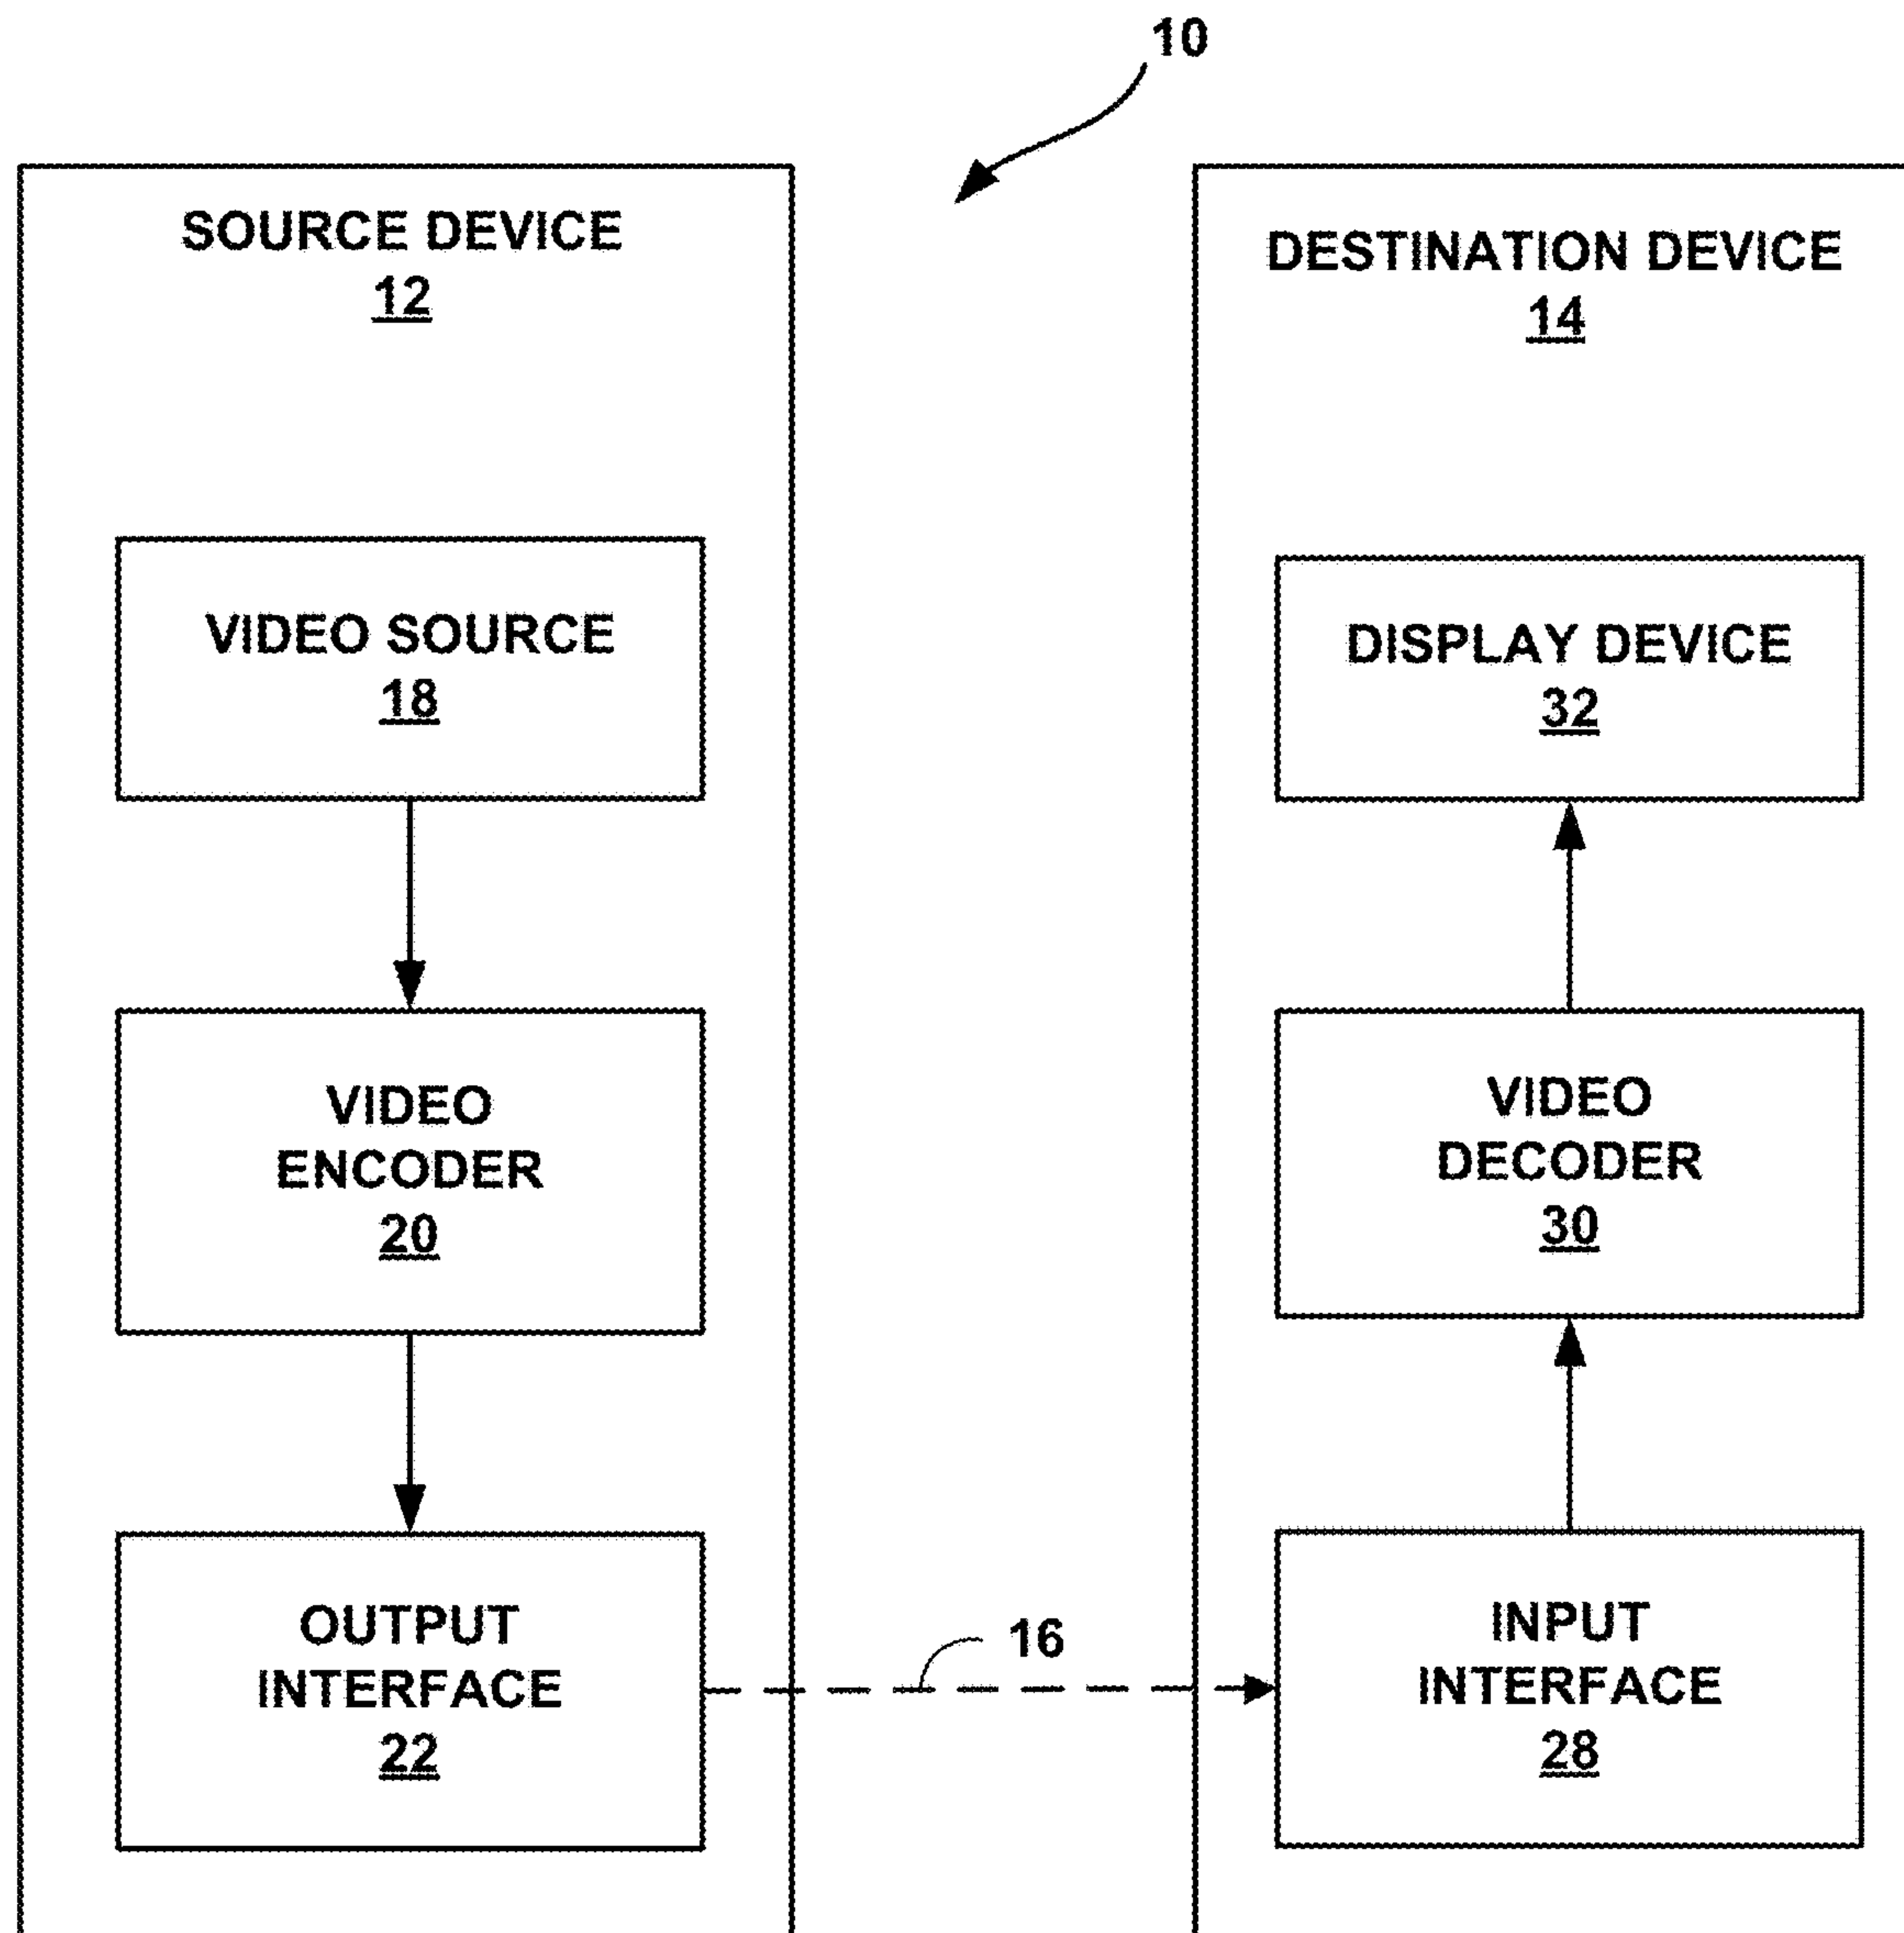 10
SOURCE DEVICE
12
VIDEO SOURCE
18
VIDEO
ENCODER
20
OUTPUT
INTERFACE
22
16
DESTINATION DEVICE
14
DISPLAY DEVICE
32
VIDEO
DECODER
30
INPUT
INTERFACE
28